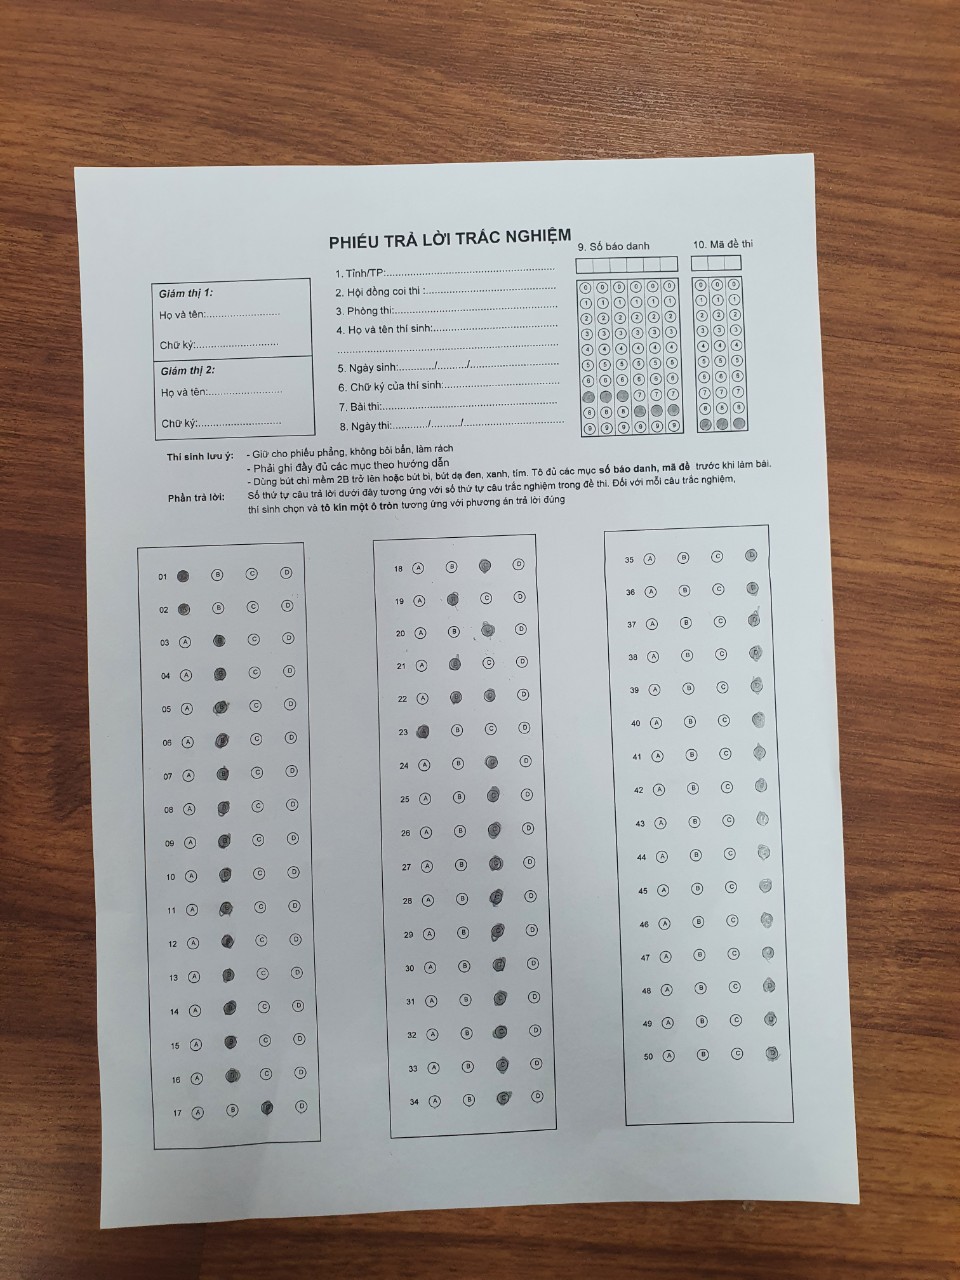 PHIẾU TRẢ LỜI TRẮC NGHIỆM
9. Số báo danh
10. Mã đề thi
Giám thị 1:
Họ và tên:........................
Chữ ký:...........................
Giám thị 2:
Họ và tên:........................
Chữ ký:...........................
1. Tỉnh/TP:.......................................................
2. Hội đồng coi thi :..........................................
3. Phòng thi:.....................................................
4. Họ và tên thí sinh:........................................
........................................................................
5. Ngày sinh:............/........../.............................
6. Chữ ký của thí sinh:.....................................
7. Bài thi:..........................................................
8. Ngày thi:.........../........./..................................
0 0 0 0 0 0 0 0 0
1 1 1 1 1 1 1 1 1
2 2 2 2 2 2 2 2 2
3 3 3 3 3 3 3 3 3
4 4 4 4 4 4 4 4 4
5 5 5 5 5 5 5 5 5
6 6 6 6 6 6 6 6 6
7 7 7 7 7 7
8 8 8 8 8 8
9 9 9 9 9 9
Thí sinh lưu ý: - Giữ cho phiếu phẳng, không bôi bẩn, làm rách
- Phải ghi đầy đủ các mục theo hướng dẫn
- Dùng bút chì mềm 2B trở lên hoặc bút bi, bút dạ đen, xanh, tím. Tô đủ các mục số báo danh, mã đề trước khi làm bài.
Phần trả lời: Số thứ tự câu trả lời dưới đây tương ứng với số thứ tự câu trắc nghiệm trong đề thi. Đối với mỗi câu trắc nghiệm,
thí sinh chọn và tô kín một ô tròn tương ứng với phương án trả lời đúng
01 B C D
02 B C D
03 A C D
04 A C D
05 A B C D
06 A B C D
07 A B C D
08 A C D
09 A B C D
10 A C D
11 A C D
12 A C D
13 A C D
14 A C D
15 A C D
16 A C D
17 A B D
18 A B D
19 A C D
20 A B D
21 A C D
22 A D
23 B C D
24 A B D
25 A B D
26 A B D
27 A B D
28 A B D
29 A B D
30 A B D
31 A B D
32 A B D
33 A B D
34 A B D
35 A B C D
36 A B C
37 A B C
38 A B C
39 A B C
40 A B C
41 A B C
42 A B C
43 A B C
44 A B C
45 A B C
46 A B C
47 A B C
48 A B C
49 A B C
50 A B C D